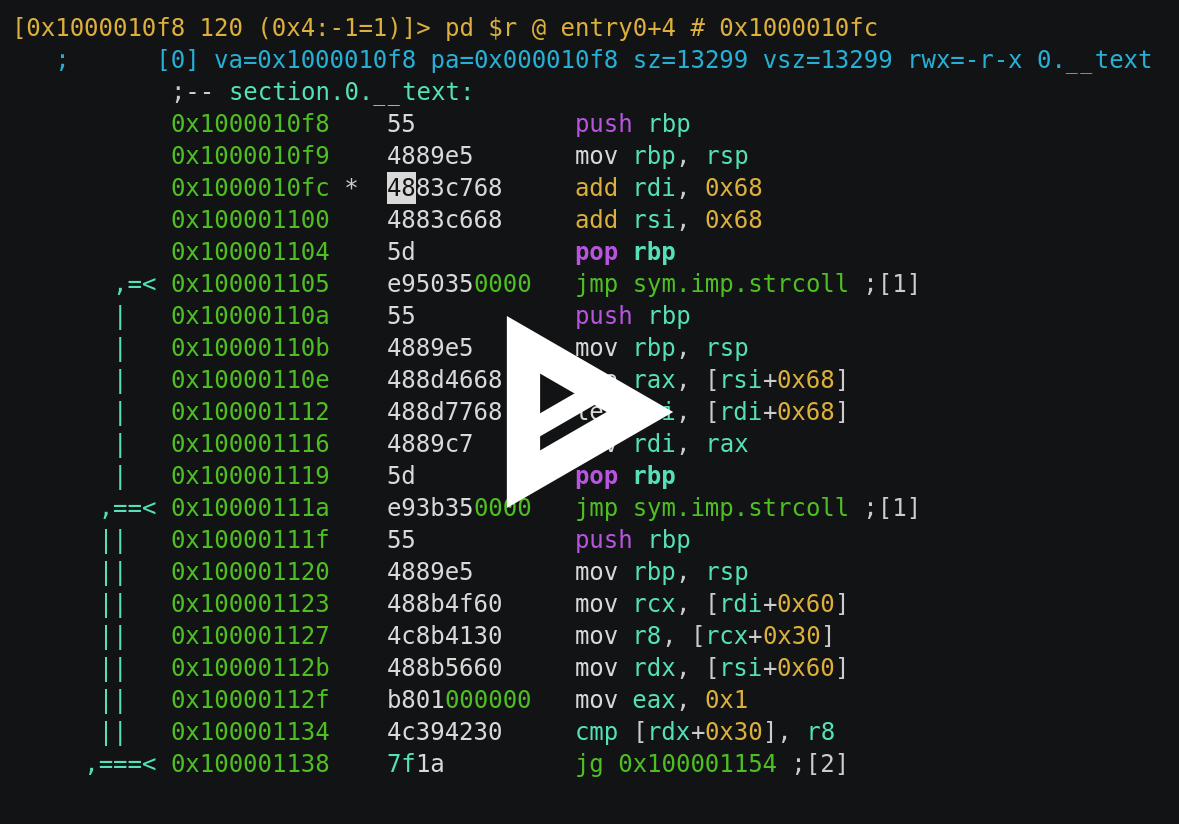 [0x1000010f8 120 (0x4:-1=1)]> pd $r @ entry0+4 # 0x1000010fc
;      [0] va=0x1000010f8 pa=0x000010f8 sz=13299 vsz=13299 rwx=-r-x 0.__text
;-- section.0.__text:
0x1000010f8    55           push rbp
0x1000010f9    4889e5       mov rbp, rsp
0x1000010fc *  4883c768     add rdi, 0x68
0x100001100    4883c668     add rsi, 0x68
0x100001104    5d           pop rbp
,=< 0x100001105    e950350000   jmp sym.imp.strcoll ;[1]
|   0x10000110a    55           push rbp
|   0x10000110b    4889e5       mov rbp, rsp
|   0x10000110e    488d4668     rax, [rsi+0x68]
|   0x100001112    488d7768     , [rdi+0x68]
|   0x100001116    4889c7       rdi, rax
|   0x100001119    5d           pop rbp
,==< 0x10000111a    e93b350000   jmp sym.imp.strcoll ;[1]
||   0x10000111f    55           push rbp
||   0x100001120    4889e5       mov rbp, rsp
||   0x100001123    488b4f60     mov rcx, [rdi+0x60]
||   0x100001127    4c8b4130     mov r8, [rcx+0x30]
||   0x10000112b    488b5660     mov rdx, [rsi+0x60]
||   0x10000112f    b801000000   mov eax, 0x1
||   0x100001134    4c394230     cmp [rdx+0x30], r8
,===< 0x100001138    7f1a         jg 0x100001154 ;[2]